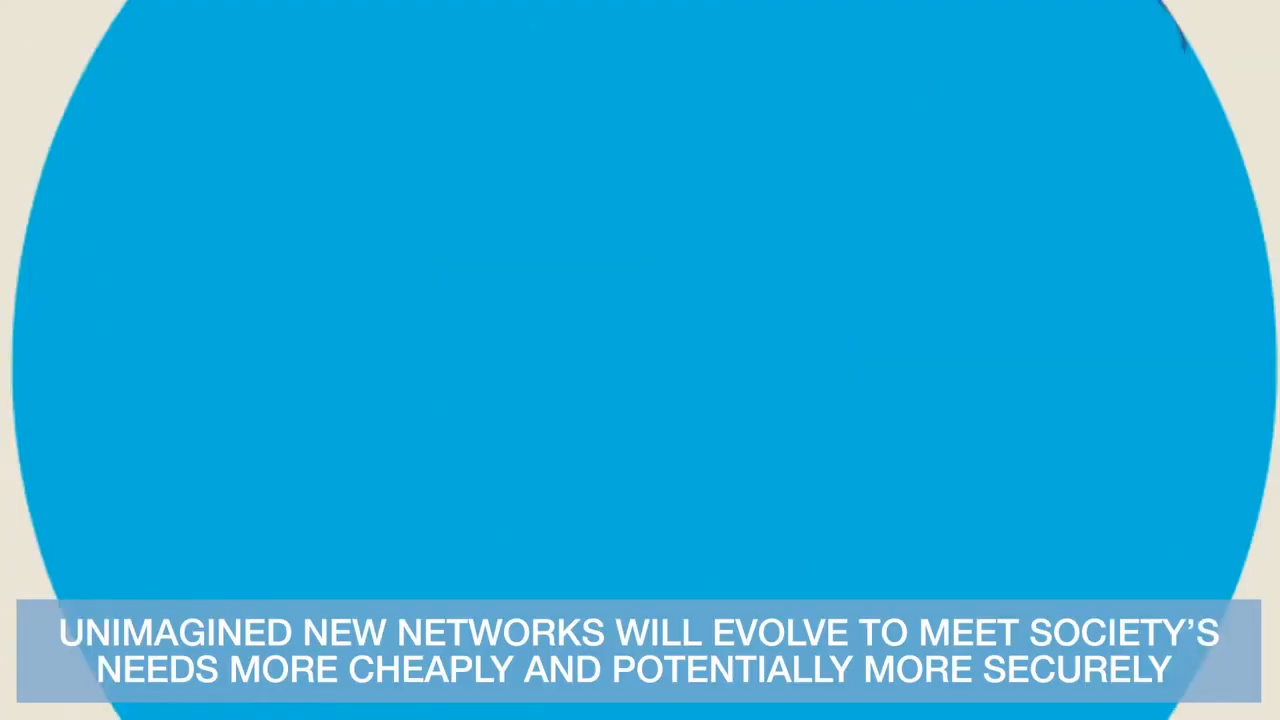 UNIMAGINED NEW NETWORKS WILL EVOLVE TO MEET SOCIETY’S
NEEDS MORE CHEAPLY AND POTENTIALLY MORE SECURELY